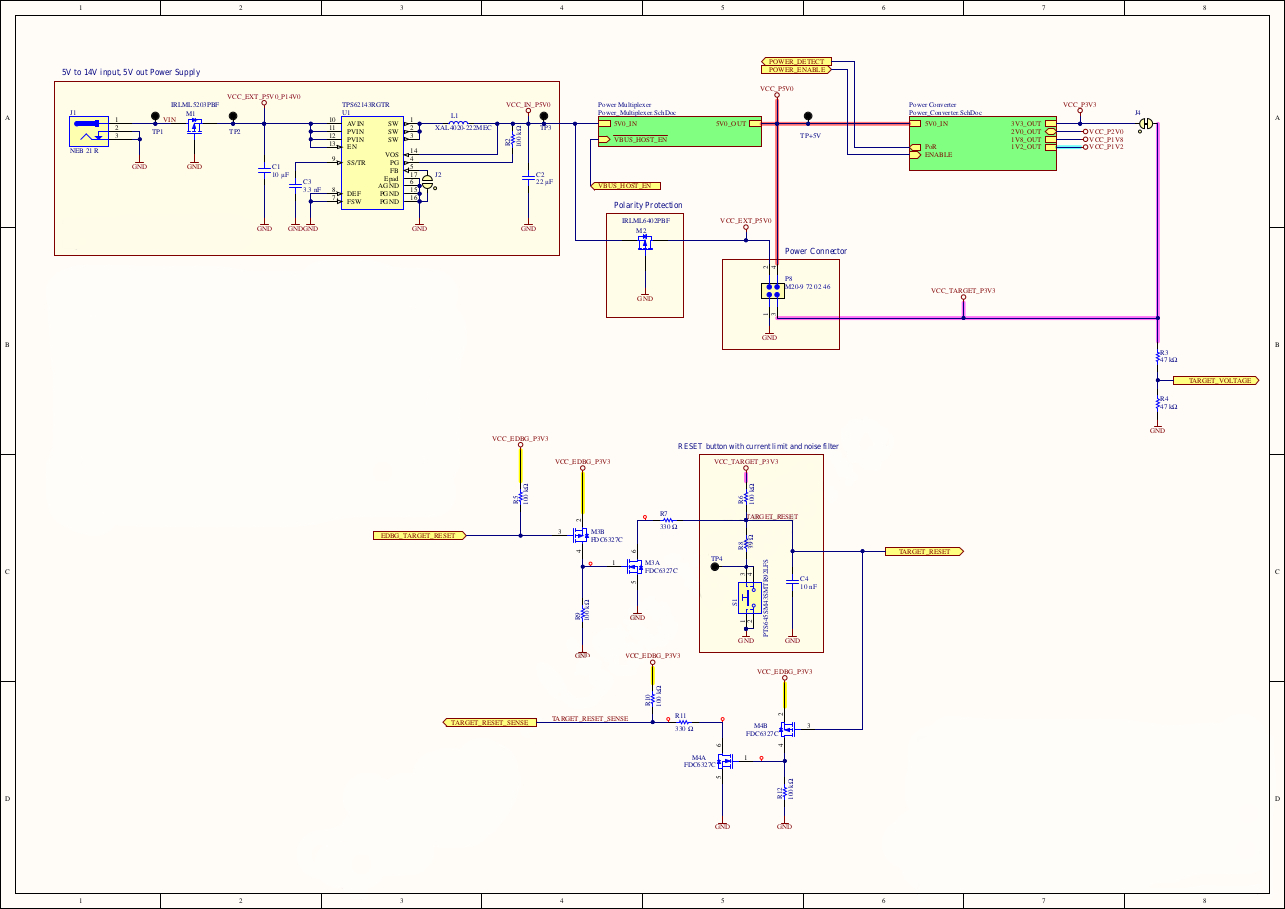 1 2 3 4 5 6 7 8
A
B
C
D
A
B
C
D
5V to 14V input, 5V out Power Supply
J1
NEB 21 R
1
2
3
GND
TP1
VIN
IRLML5203PBF
M1
GND
TP2
VCC_EXT_P5V0_P14V0
C1
10 µF
GND
C3
3.3 nF
GND
GND
TPS62143RGTR
U1
10 AVIN
11 PVIN
12 PVIN
13 EN
9 SS/TR
8 DEF
7 FSW
SW 1
SW 2
SW 3
VOS 14
PG 4
FB 5
Epad 17
AGND 6
PGND 15
PGND 16
J2
GND
L1
XAL4020-222MEC
R2
100 kΩ
VCC_IN_P5V0
TP3
C2
22 µF
GND
Power Multiplexer
Power_Multiplexer.SchDoc
5V0_IN
VBUS_HOST_EN
5V0_OUT
VBUS_HOST_EN
POWER_DETECT
POWER_ENABLE
VCC_P5V0
TP+5V
Power Converter
Power_Converter.SchDoc
5V0_IN
PoR
ENABLE
3V3_OUT
2V0_OUT
1V8_OUT
1V2_OUT
VCC_P3V3
VCC_P2V0
VCC_P1V8
VCC_P1V2
J4
Polarity Protection
IRLML6402PBF
M2
GND
VCC_EXT_P5V0
Power Connector
2
4
P8
M20-9720246
1
3
GND
VCC_TARGET_P3V3
R3
47 kΩ
TARGET_VOLTAGE
R4
47 kΩ
GND
VCC_EDBG_P3V3
R5
100 kΩ
EDBG_TARGET_RESET
VCC_EDBG_P3V3
2
3
4
M3B
FDC6327C
R9
100 kΩ
GND
1
6
5
M3A
FDC6327C
GND
R7
330 Ω
RESET button with current limit and noise filter
VCC_TARGET_P3V3
R6
100 kΩ
TARGET_RESET
R8
39 Ω
TP4
3
4
S1
1
2
PTS645SM43SMTR92LFS
GND
C4
10 nF
GND
TARGET_RESET
VCC_EDBG_P3V3
R10
100 kΩ
TARGET_RESET_SENSE
TARGET_RESET_SENSE
R11
330 Ω
6
M4A
FDC6327C
1
5
GND
VCC_EDBG_P3V3
2
M4B
FDC6327C
3
4
R12
100 kΩ
GND
1 2 3 4 5 6 7 8